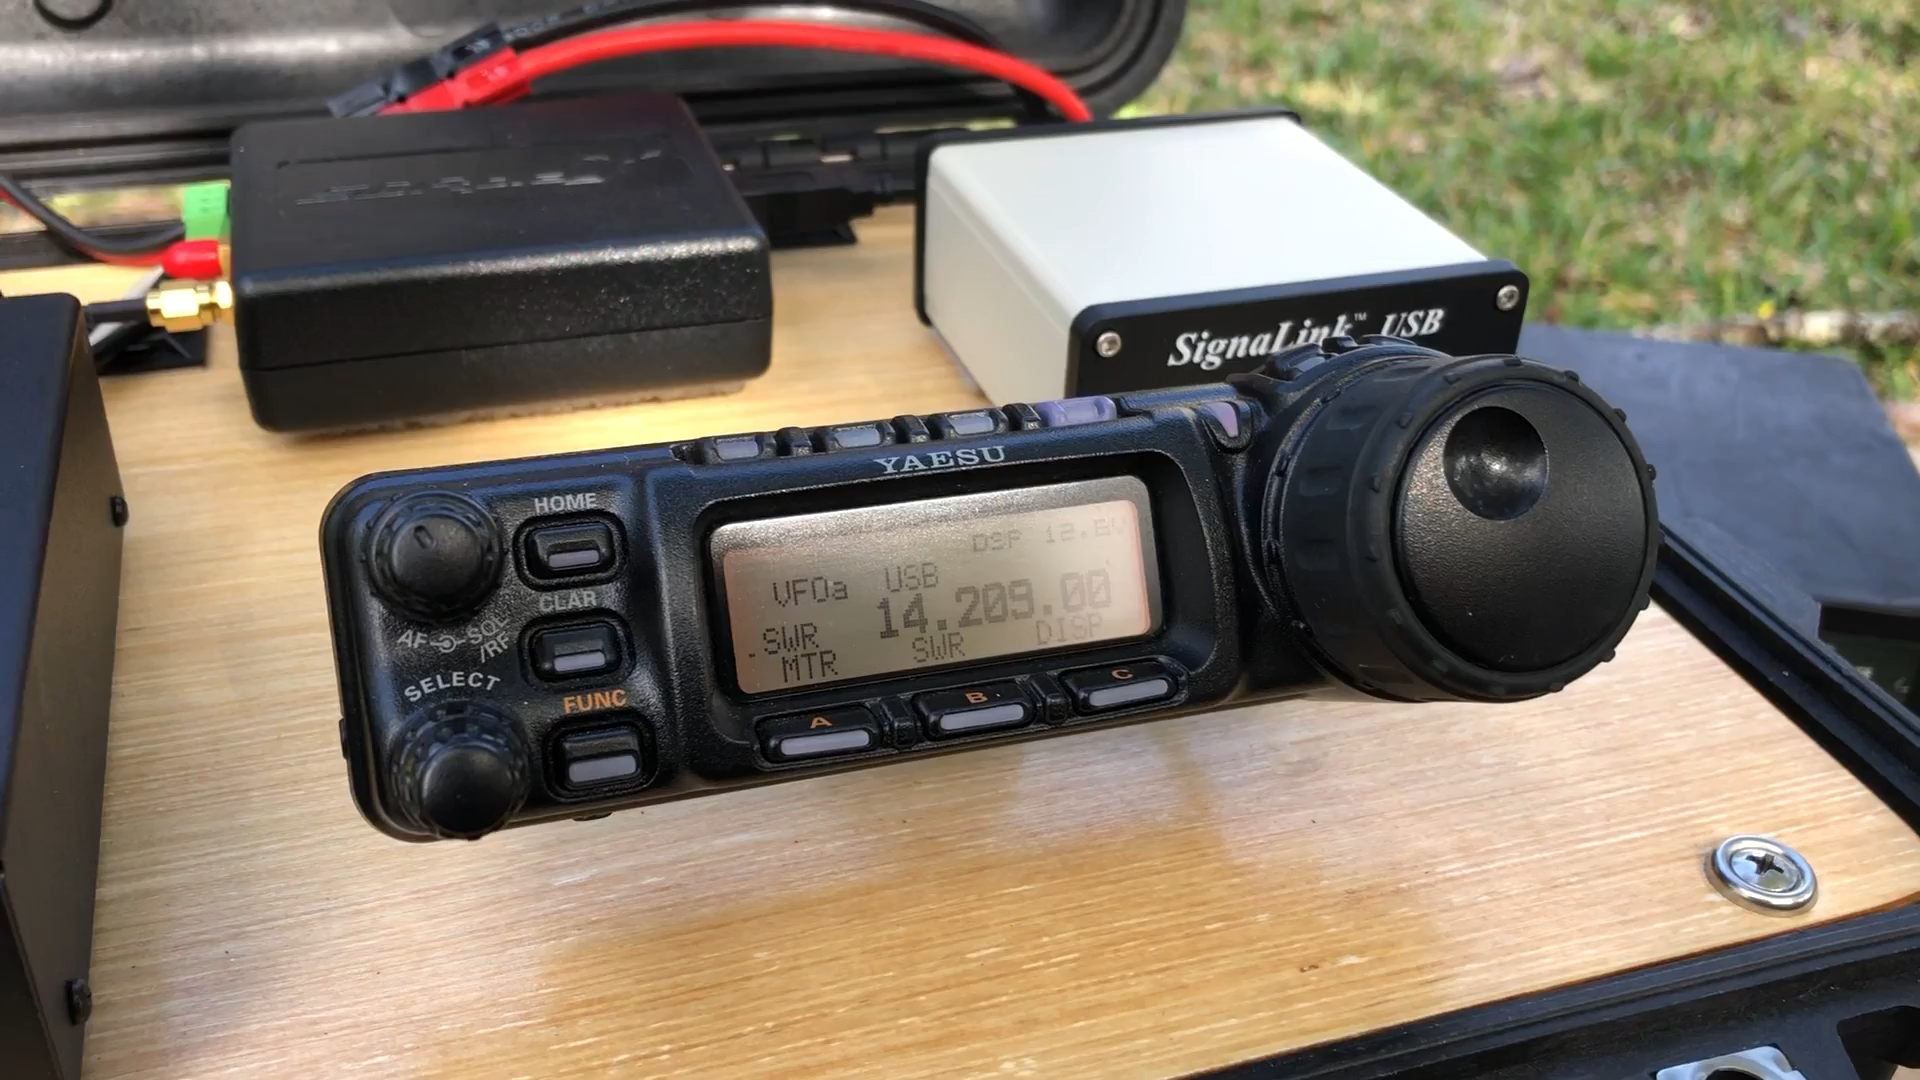 SignaLink™ USB
YAESU
HOME
CLAR
AF SQL
/RF
SELECT
FUNC
DSP 12.8V
VFOa USB
14.209.00
SWR
MTR SWR DISP
A B C